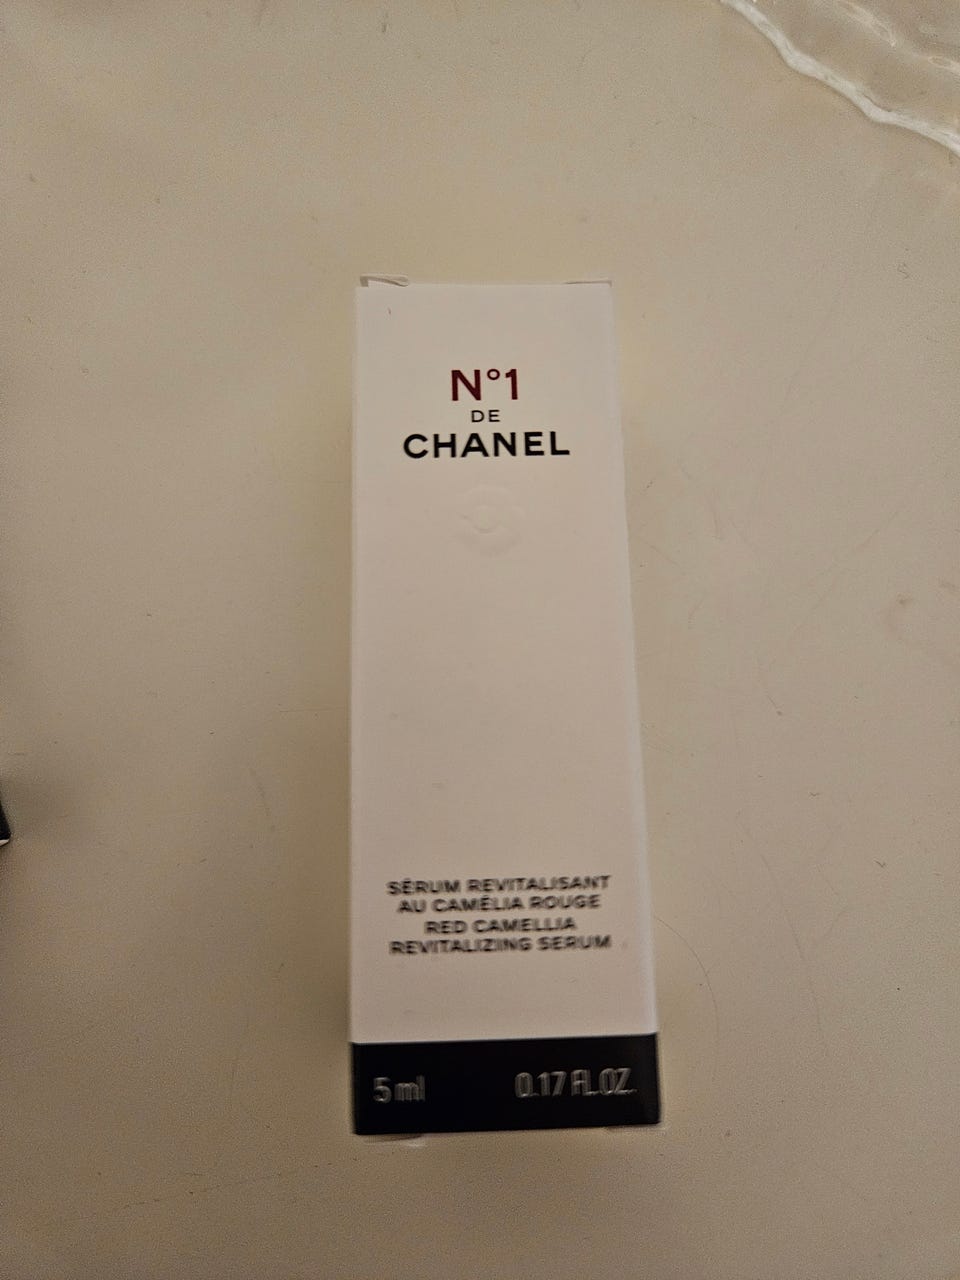 N°1
DE
CHANEL
SÉRUM REVITALISANT
AU CAMÉLIA ROUGE
RED CAMELLIA
REVITALIZING SERUM
5 ml 0.17 FL.OZ.